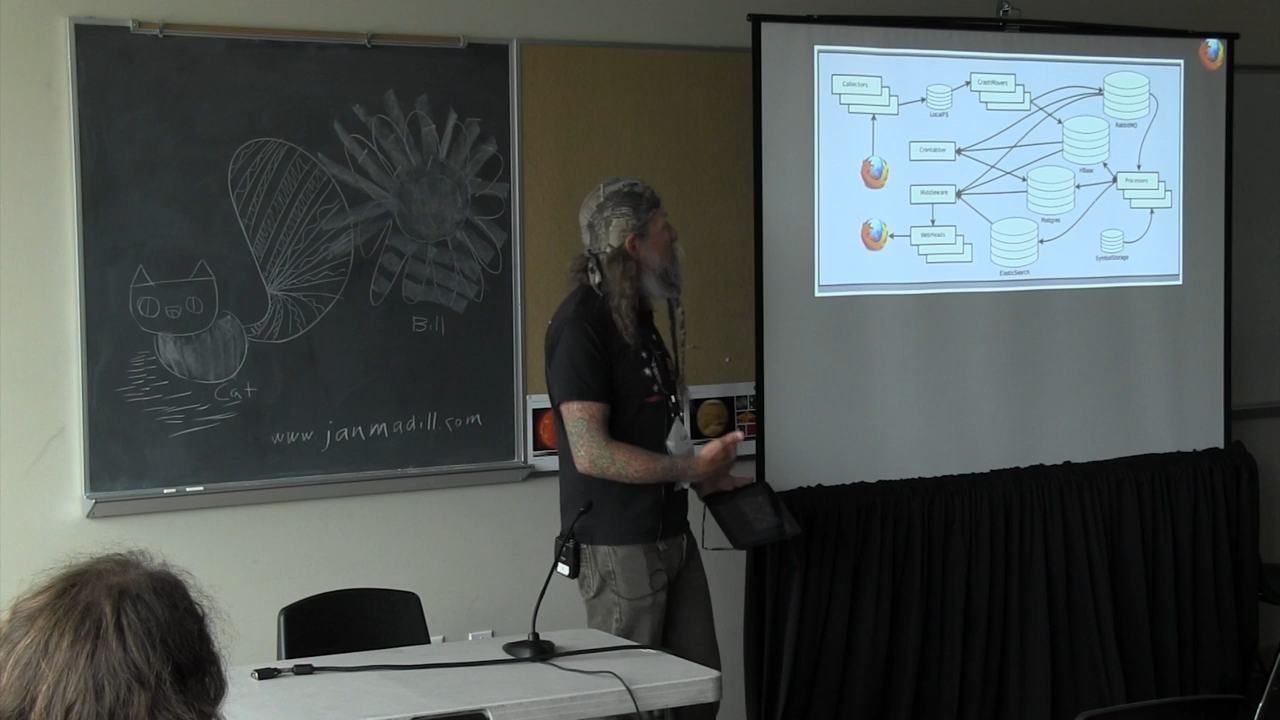 Bill
Cat
www.janmadill.com
Collectors
LocalFS
CrashMovers
RabbitMQ
Crontabber
HBase
Middleware
Postgres
Processors
WebHeads
ElasticSearch
SymbolStorage